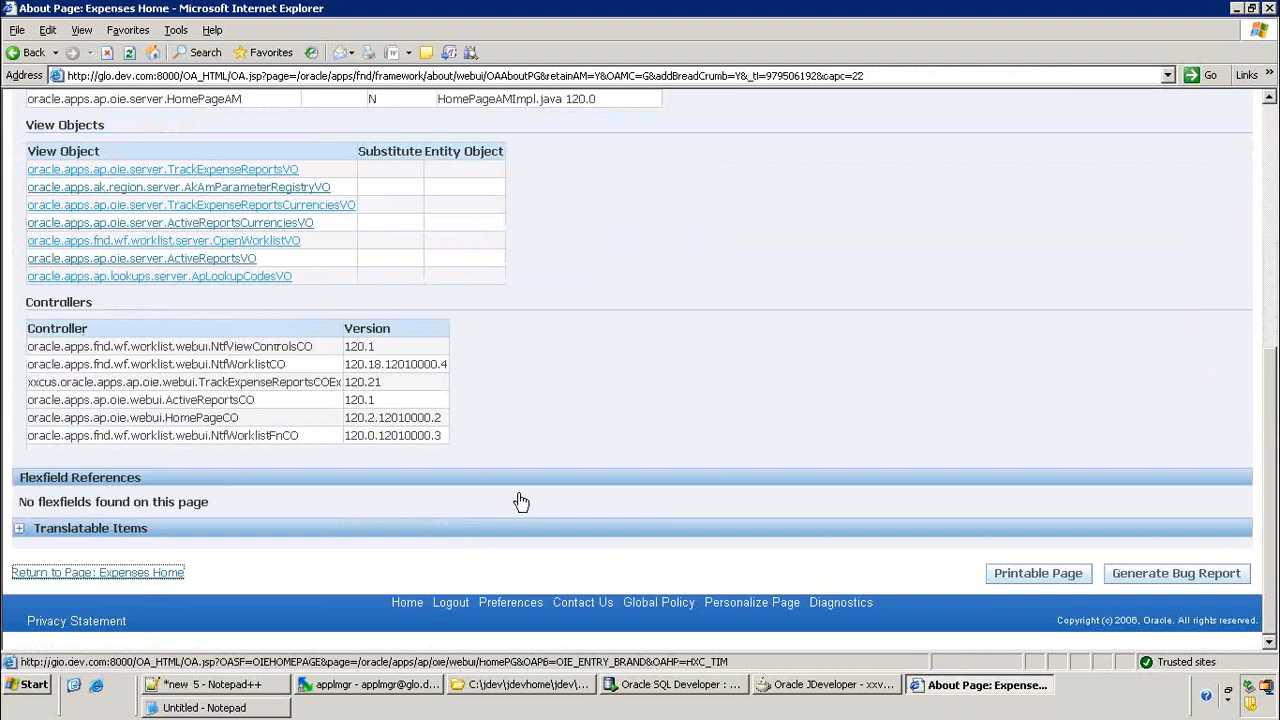 About Page: Expenses Home - Microsoft Internet Explorer
File Edit View Favorites Tools Help
Back Search Favorites
Address http://glo.dev.com:8000/OA_HTML/OA.jsp?page=/oracle/apps/fnd/framework/about/webui/OAAboutPG&retainAM=Y&OAMC=G&addBreadCrumb=Y&_ti=979506192&oapc=22 Go Links »
oracle.apps.ap.oie.server.HomePageAM N HomePageAMImpl.java 120.0
View Objects
View Object Substitute Entity Object
oracle.apps.ap.oie.server.TrackExpenseReportsVO
oracle.apps.ak.region.server.AkAmParameterRegistryVO
oracle.apps.ap.oie.server.TrackExpenseReportsCurrenciesVO
oracle.apps.ap.oie.server.ActiveReportsCurrenciesVO
oracle.apps.fnd.wf.worklist.server.OpenWorklistVO
oracle.apps.ap.oie.server.ActiveReportsVO
oracle.apps.ap.lookups.server.ApLookupCodesVO
Controllers
Controller Version
oracle.apps.fnd.wf.worklist.webui.NtfViewControlsCO 120.1
oracle.apps.fnd.wf.worklist.webui.NtfWorklistCO 120.18.12010000.4
xxcus.oracle.apps.ap.oie.webui.TrackExpenseReportsCOEx 120.21
oracle.apps.ap.oie.webui.ActiveReportsCO 120.1
oracle.apps.ap.oie.webui.HomePageCO 120.2.12010000.2
oracle.apps.fnd.wf.worklist.webui.NtfWorklistFnCO 120.0.12010000.3
Flexfield References
No flexfields found on this page
Translatable Items
Return to Page: Expenses Home Printable Page Generate Bug Report
Home Logout Preferences Contact Us Global Policy Personalize Page Diagnostics
Privacy Statement Copyright (c) 2006, Oracle. All rights reserved.
http://glo.dev.com:8000/OA_HTML/OA.jsp?OASF=OIEHOMEPAGE&page=/oracle/apps/ap/oie/webui/HomePG&OAPB=OIE_ENTRY_BRAND&OAHP=HXC_TIM Trusted sites
Start *new 5 - Notepad++ applmgr - applmgr@glo.d... C:\jdev\jdevhome\jdev\... Oracle SQL Developer : ... Oracle JDeveloper - xxv... About Page: Expense...
Untitled - Notepad